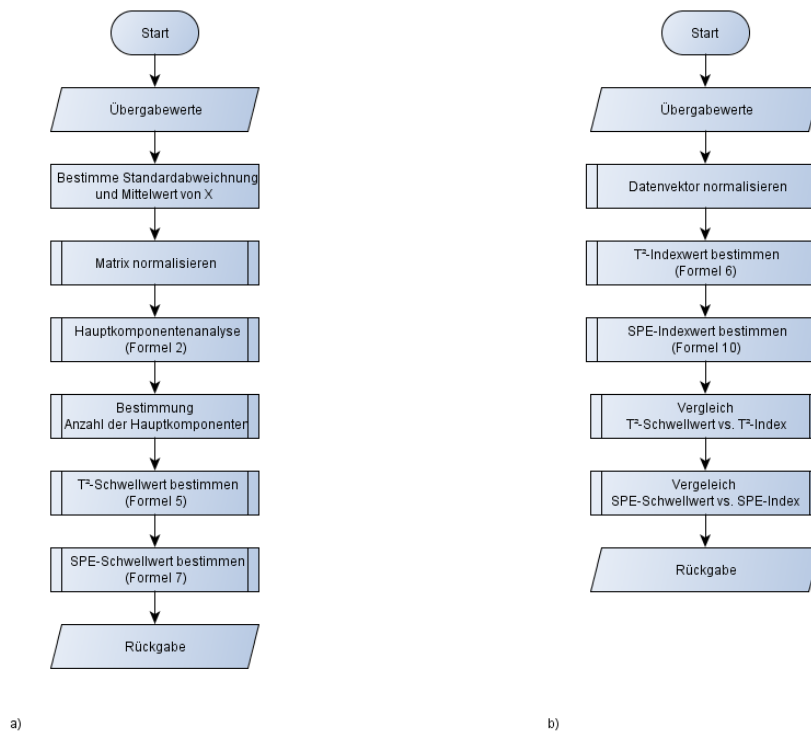 Start
Übergabewerte
Bestimme Standardabweichnung
und Mittelwert von X
Matrix normalisieren
Hauptkomponentenanalyse
(Formel 2)
Bestimmung
Anzahl der Hauptkomponenten
T²-Schwellwert bestimmen
(Formel 5)
SPE-Schwellwert bestimmen
(Formel 7)
Rückgabe
a)
Start
Übergabewerte
Datenvektor normalisieren
T²-Indexwert bestimmen
(Formel 6)
SPE-Indexwert bestimmen
(Formel 10)
Vergleich
T²-Schwellwert vs. T²-Index
Vergeleich
SPE-Schwellwert vs. SPE-Index
Rückgabe
b)